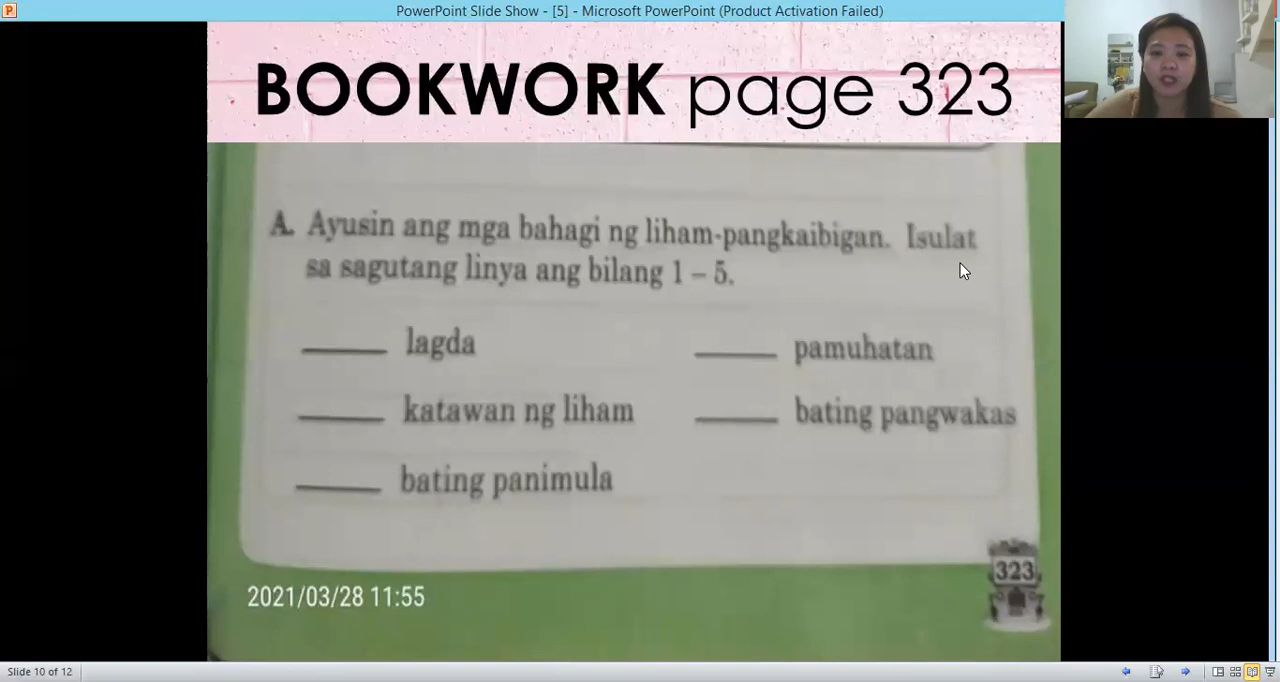 PowerPoint Slide Show - [5] - Microsoft PowerPoint (Product Activation Failed)
BOOKWORK page 323
A. Ayusin ang mga bahagi ng liham-pangkaibigan. Isulat
sa sagutang linya ang bilang 1 – 5.
_____ lagda
_____ pamuhatan
_____ katawan ng liham
_____ bating pangwakas
_____ bating panimula
323
2021/03/28 11:55
Slide 10 of 12